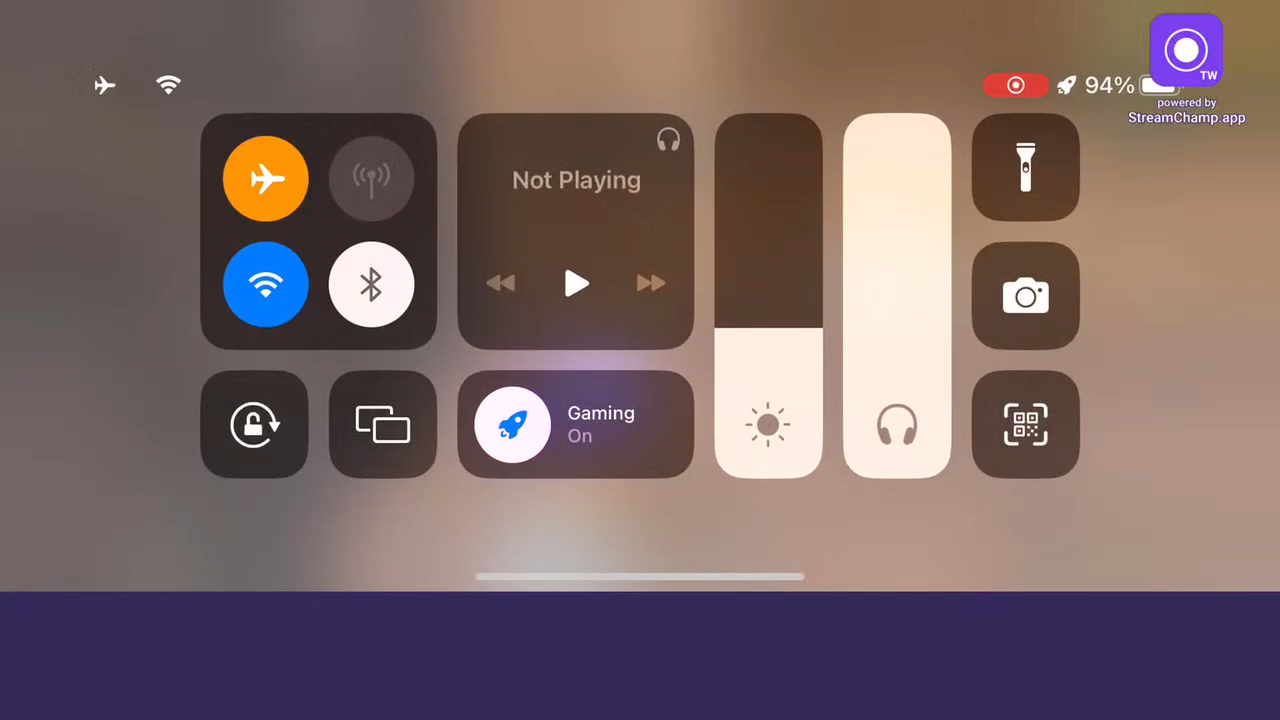 94%
TW
powered by
StreamChamp.app
Not Playing
Gaming
On